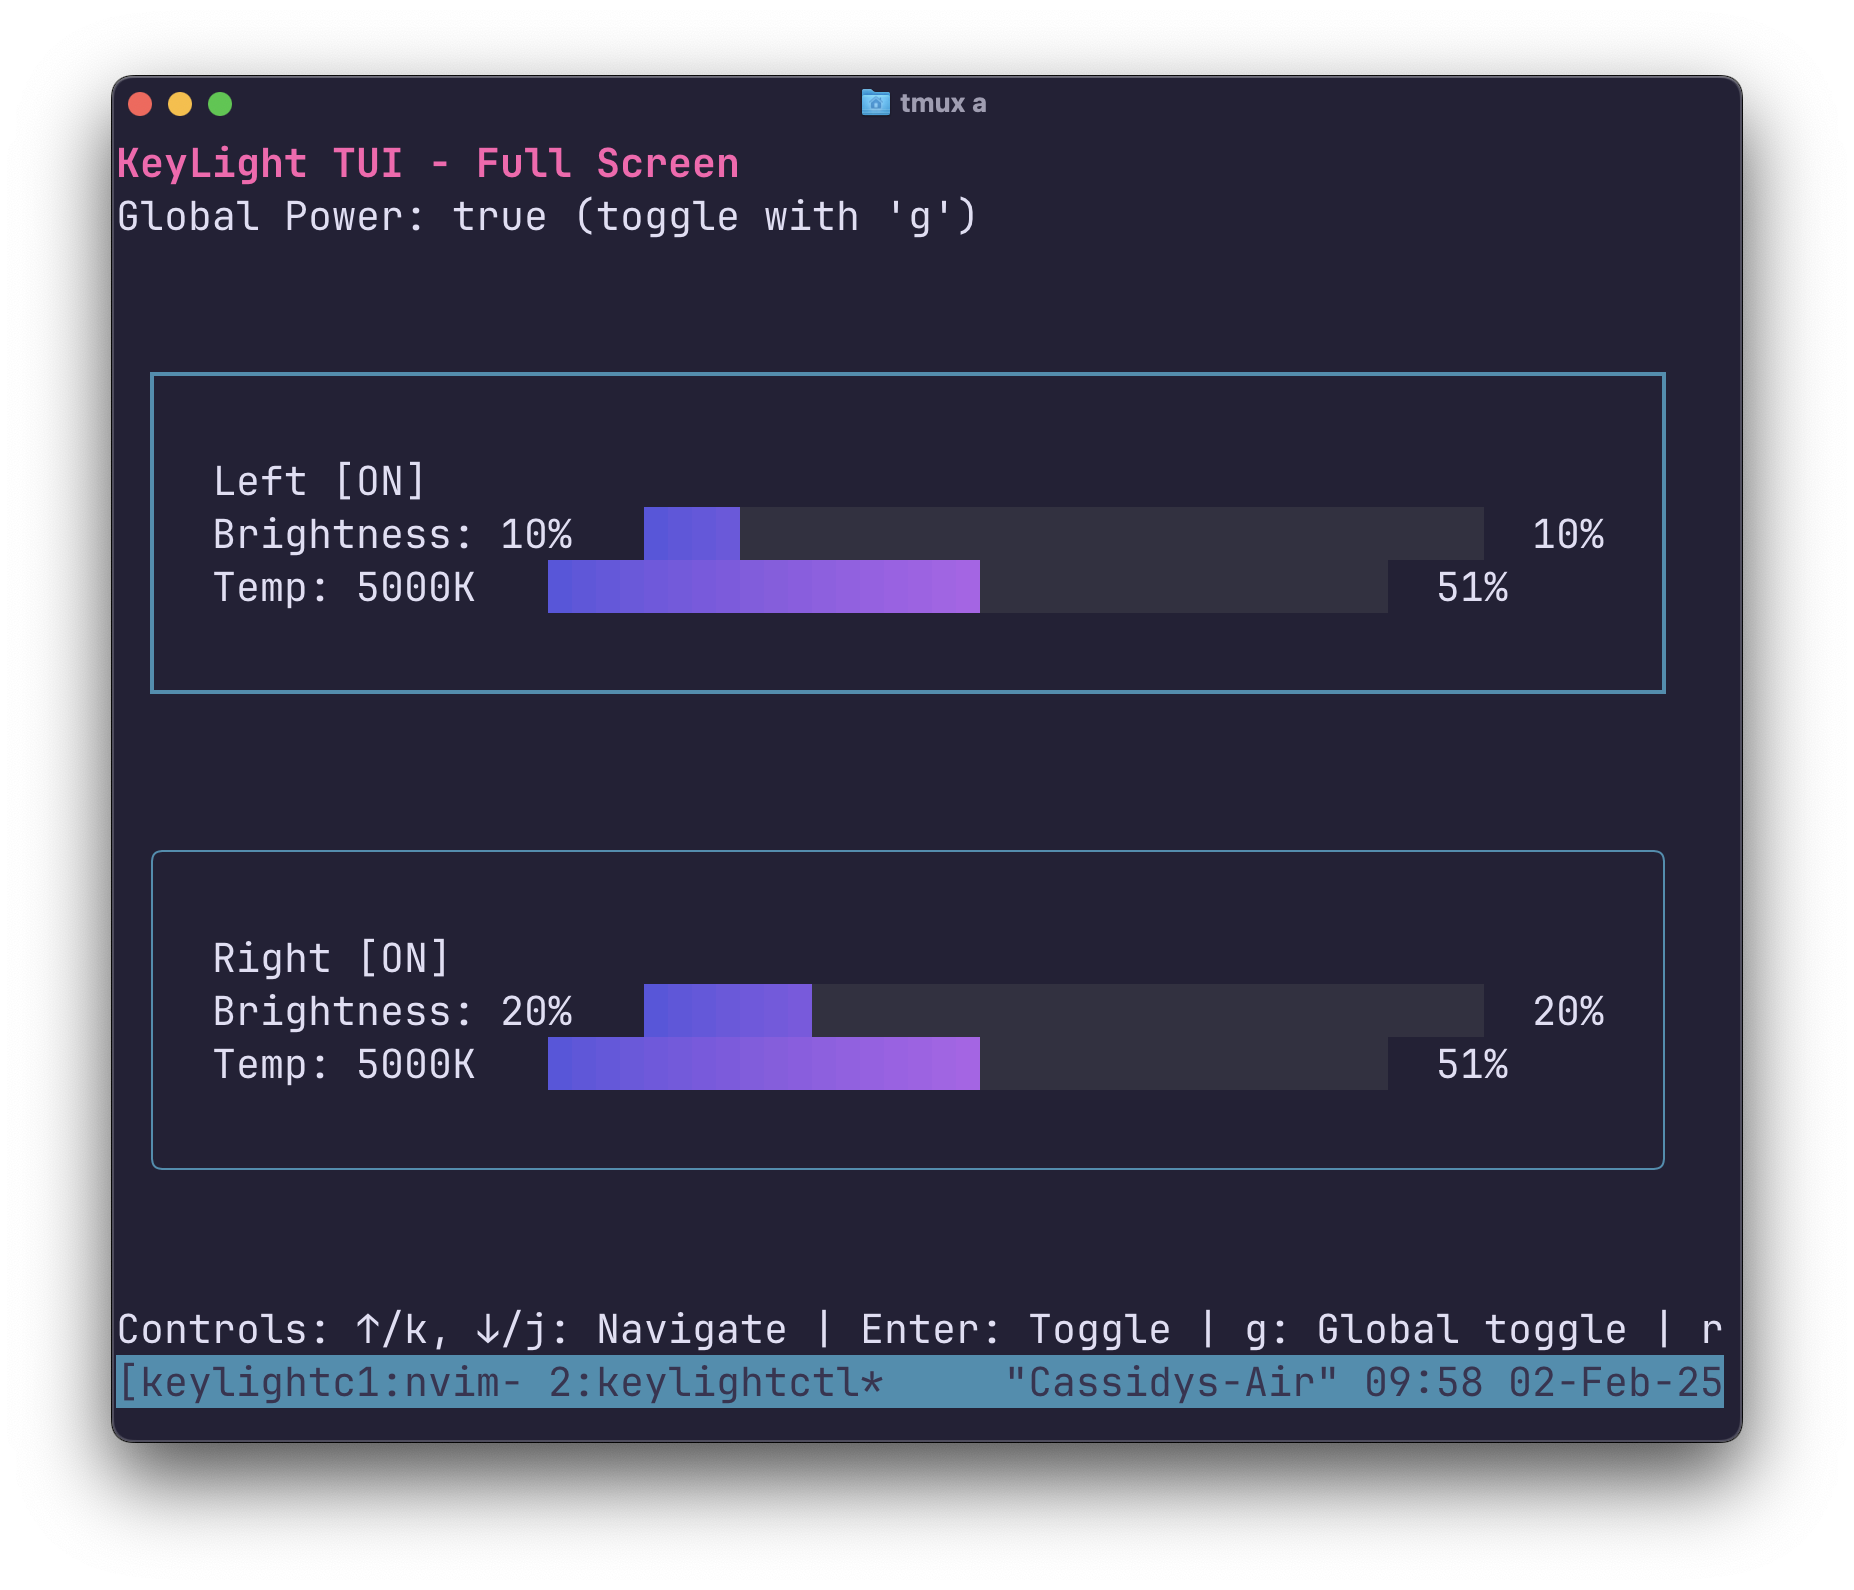 tmux a
KeyLight TUI - Full Screen
Global Power: true (toggle with 'g')
Left [ON]
Brightness: 10% 10%
Temp: 5000K 51%
Right [ON]
Brightness: 20% 20%
Temp: 5000K 51%
Controls: ↑/k, ↓/j: Navigate | Enter: Toggle | g: Global toggle | r
[keylightc1:nvim- 2:keylightctl* "Cassidys-Air" 09:58 02-Feb-25